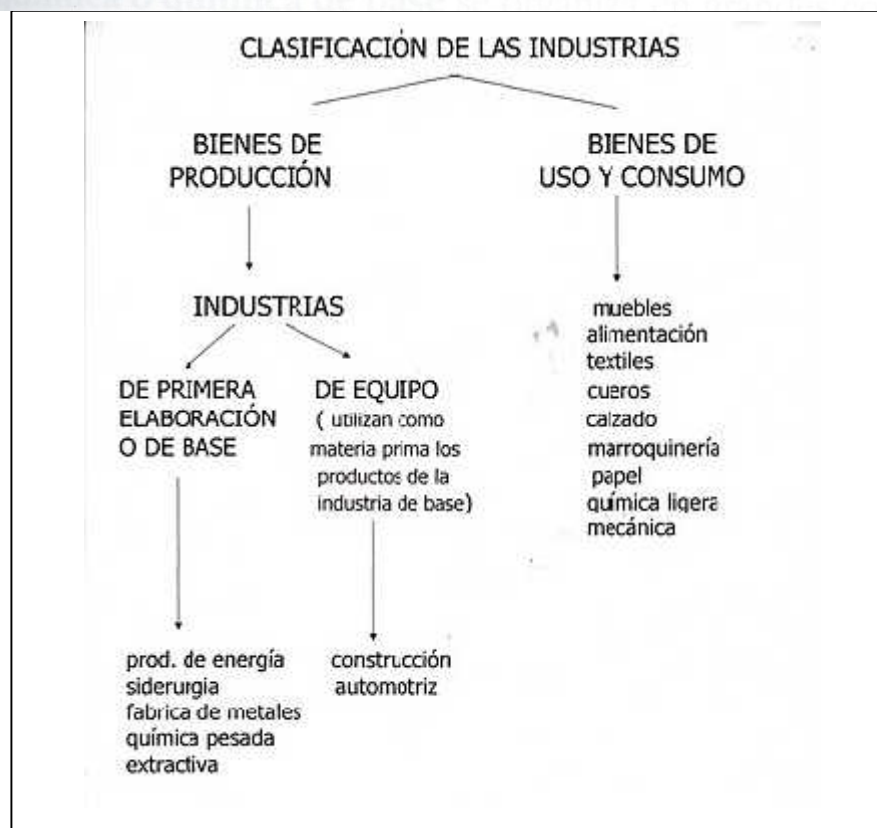 CLASIFICACIÓN DE LAS INDUSTRIAS
BIENES DE
PRODUCCIÓN
BIENES DE
USO Y CONSUMO
INDUSTRIAS
DE PRIMERA
ELABORACIÓN
O DE BASE
DE EQUIPO
( utilizan como
materia prima los
productos de la
industria de base)
muebles
alimentación
textiles
cueros
calzado
marroquinería
papel
química ligera
mecánica
prod. de energía
siderurgia
fabrica de metales
química pesada
extractiva
construcción
automotriz